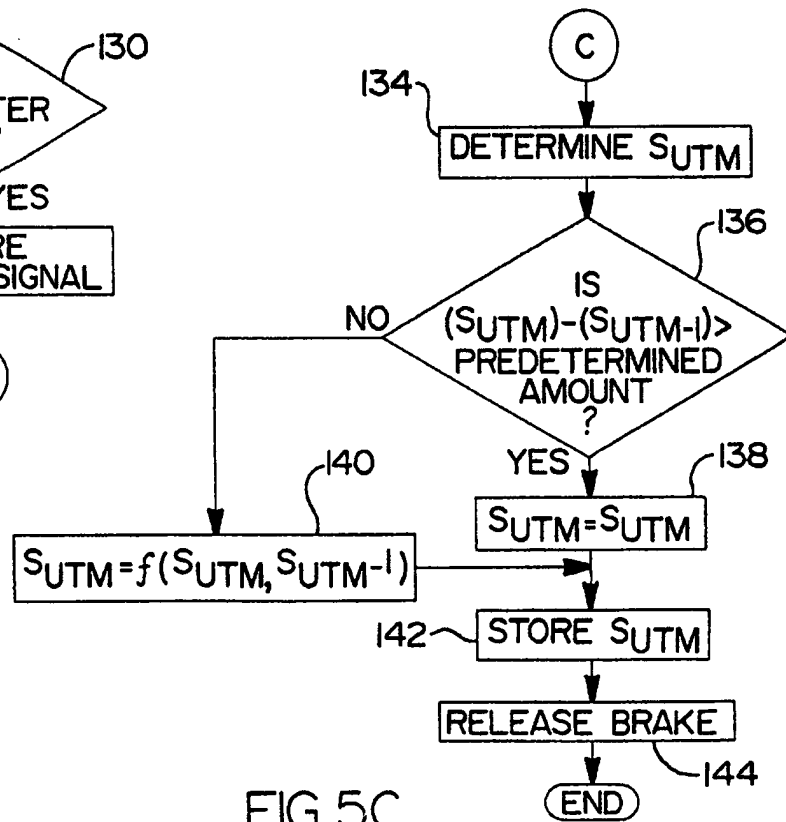 130
TER
YES
RE
SIGNAL
C
134
DETERMINE SUTM
136
IS
(SUTM)-(SUTM-1)>
PREDETERMINED
AMOUNT
?
NO
YES
138
SUTM=SUTM
140
SUTM=f(SUTM, SUTM-1)
142
STORE SUTM
RELEASE BRAKE
144
END
FIG.5C